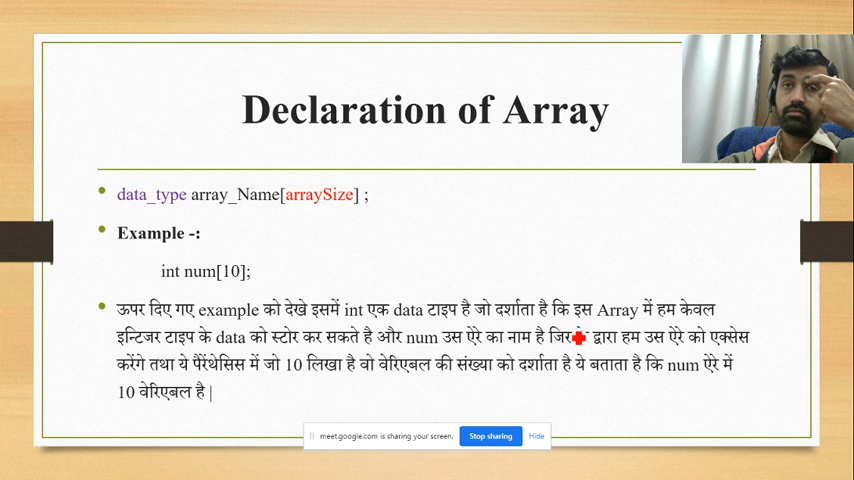 Declaration of Array
data_type array_Name[arraySize] ;
Example -:
int num[10];
ऊपर दिए गए example को देखे इसमें int एक data टाइप है जो दर्शाता है कि इस Array में हम केवल
इन्टिजर टाइप के data को स्टोर कर सकते है और num उस ऐरे का नाम है द्वारा हम उस ऐरे को एक्सेस
करेंगे तथा ये पैरेंथेसिस में जो 10 लिखा है वो वेरिएबल की संख्या को दर्शाता है ये बताता है कि num ऐरे में
10 वेरिएबल है |
meet.google.com is sharing your screen. Stop sharing Hide